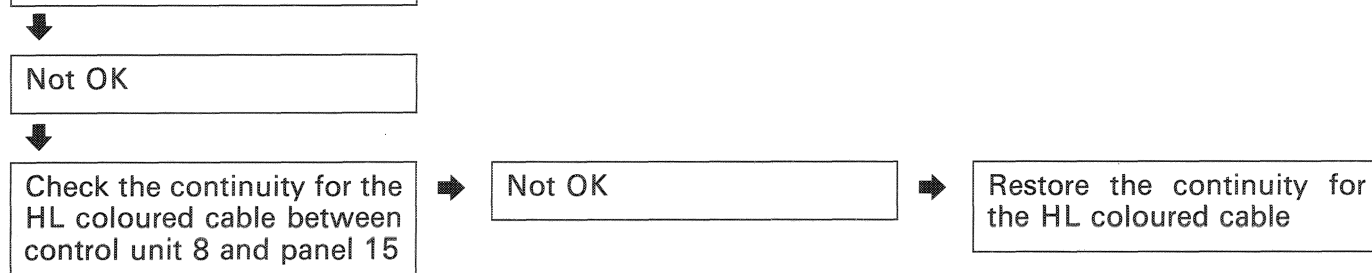 Not OK
Check the continuity for the
HL coloured cable between
control unit 8 and panel 15
Not OK
Restore the continuity for
the HL coloured cable